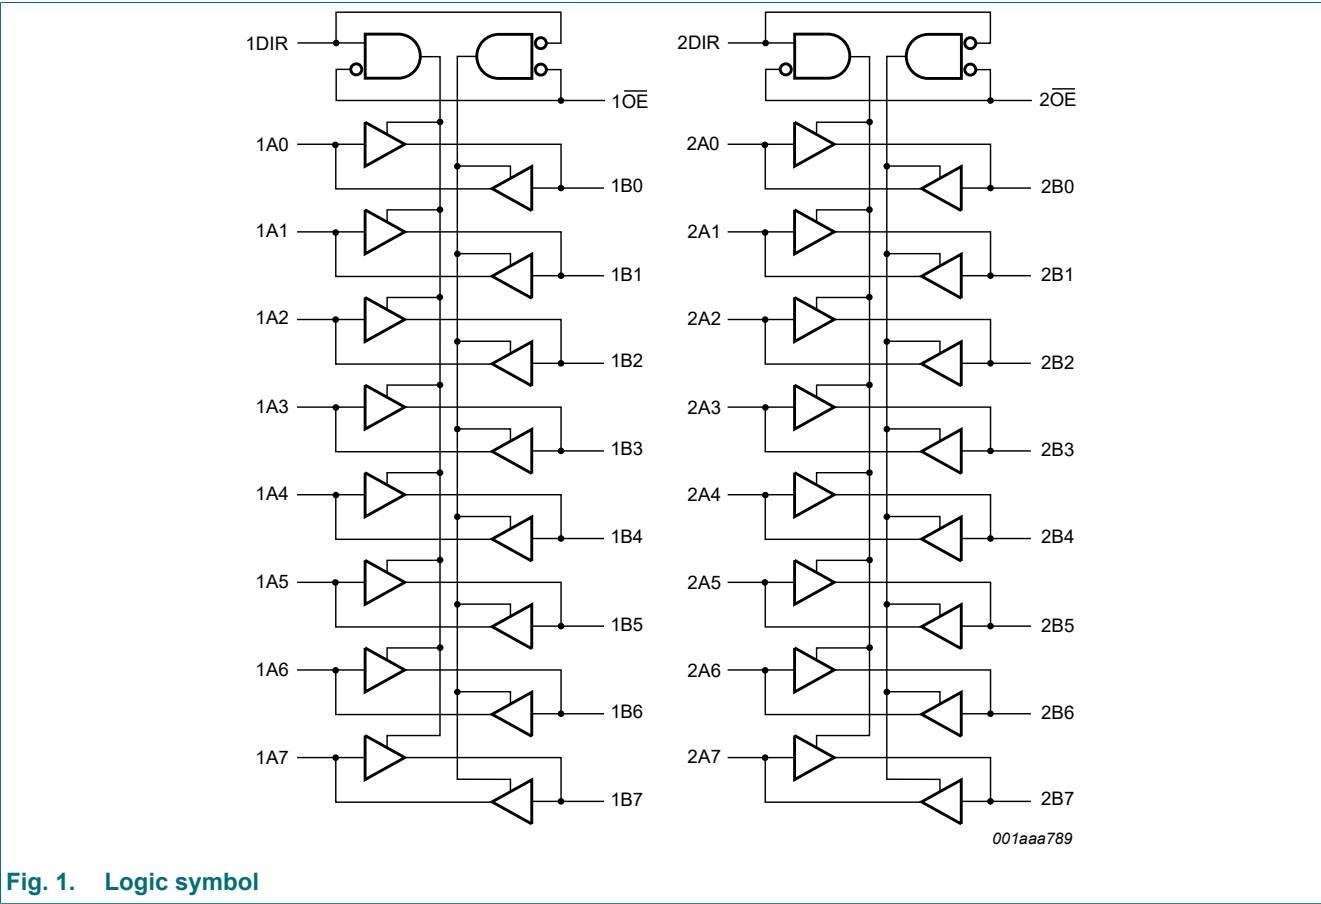 1DIR
1O̅E̅
1A0
1B0
1A1
1B1
1A2
1B2
1A3
1B3
1A4
1B4
1A5
1B5
1A6
1B6
1A7
1B7
2DIR
2O̅E̅
2A0
2B0
2A1
2B1
2A2
2B2
2A3
2B3
2A4
2B4
2A5
2B5
2A6
2B6
2A7
2B7
001aaa789
Fig. 1. Logic symbol